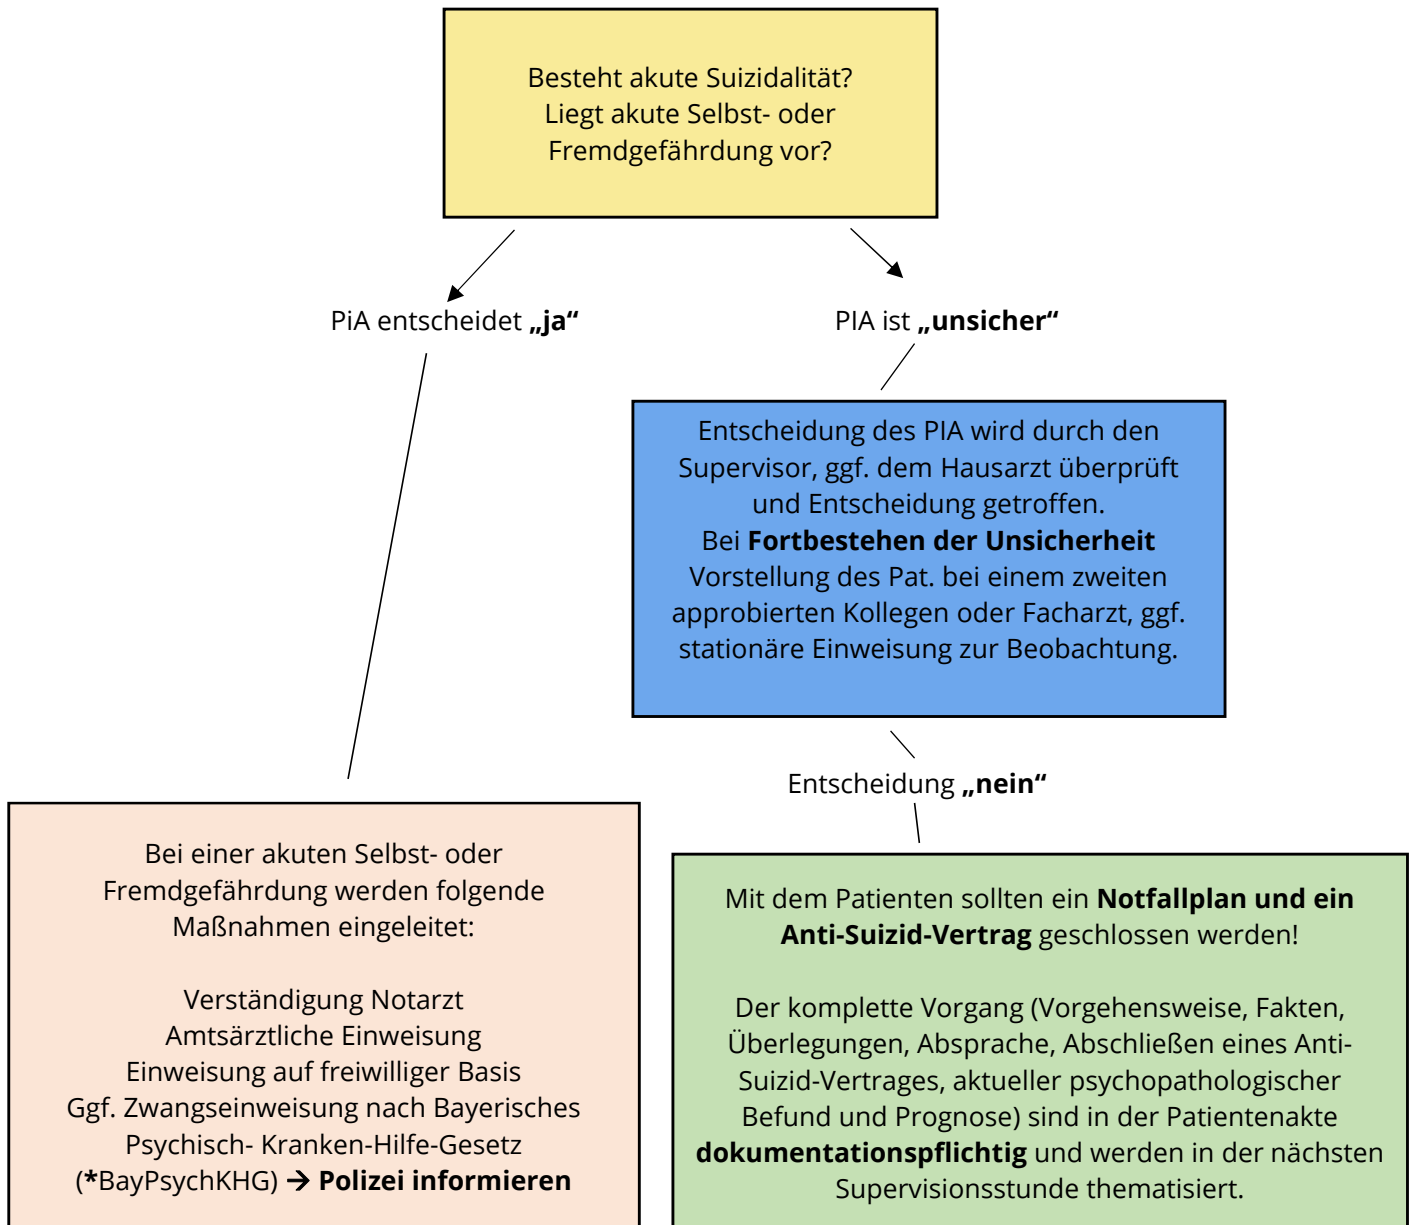 Besteht akute Suizidalität?
Liegt akute Selbst- oder
Fremdgefährdung vor?
PiA entscheidet „ja“
PIA ist „unsicher“
Entscheidung des PIA wird durch den
Supervisor, ggf. dem Hausarzt überprüft
und Entscheidung getroffen.
Bei Fortbestehen der Unsicherheit
Vorstellung des Pat. bei einem zweiten
approbierten Kollegen oder Facharzt, ggf.
stationäre Einweisung zur Beobachtung.
Entscheidung „nein“
Bei einer akuten Selbst- oder
Fremdgefährdung werden folgende
Maßnahmen eingeleitet:
Verständigung Notarzt
Amtsärztliche Einweisung
Einweisung auf freiwilliger Basis
Ggf. Zwangseinweisung nach Bayerisches
Psychisch- Kranken-Hilfe-Gesetz
(*BayPsychKHG) → Polizei informieren
Mit dem Patienten sollten ein Notfallplan und ein
Anti-Suizid-Vertrag geschlossen werden!
Der komplette Vorgang (Vorgehensweise, Fakten,
Überlegungen, Absprache, Abschließen eines Anti-
Suizid-Vertrages, aktueller psychopathologischer
Befund und Prognose) sind in der Patientenakte
dokumentationspflichtig und werden in der nächsten
Supervisionsstunde thematisiert.